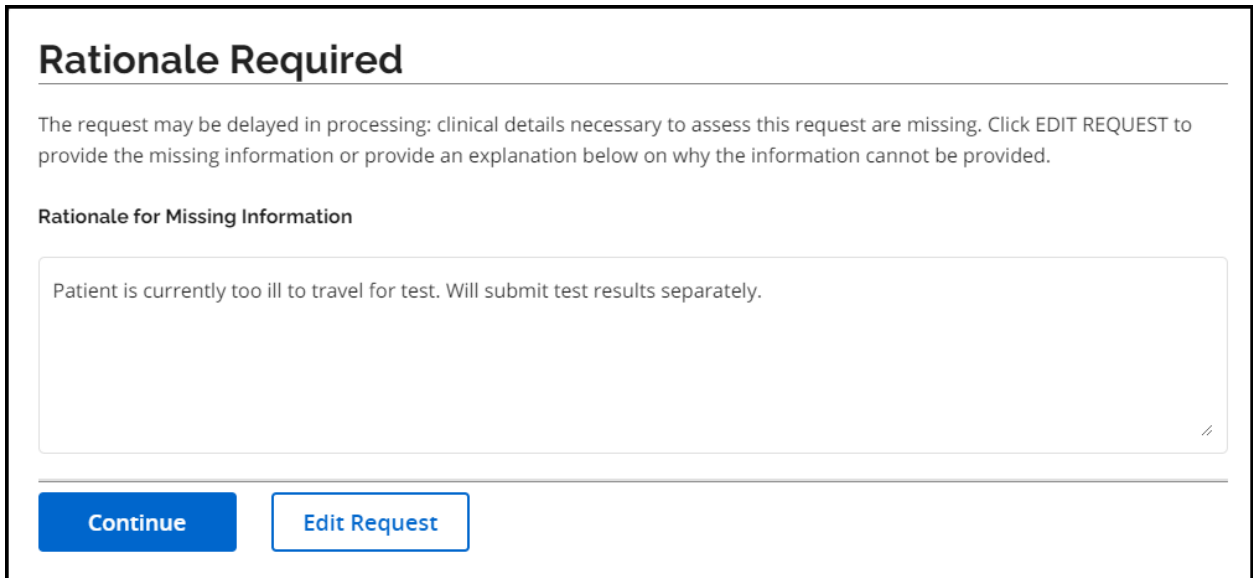 Rationale Required
The request may be delayed in processing: clinical details necessary to assess this request are missing. Click EDIT REQUEST to
provide the missing information or provide an explanation below on why the information cannot be provided.
Rationale for Missing Information
Patient is currently too ill to travel for test. Will submit test results separately.
Continue Edit Request